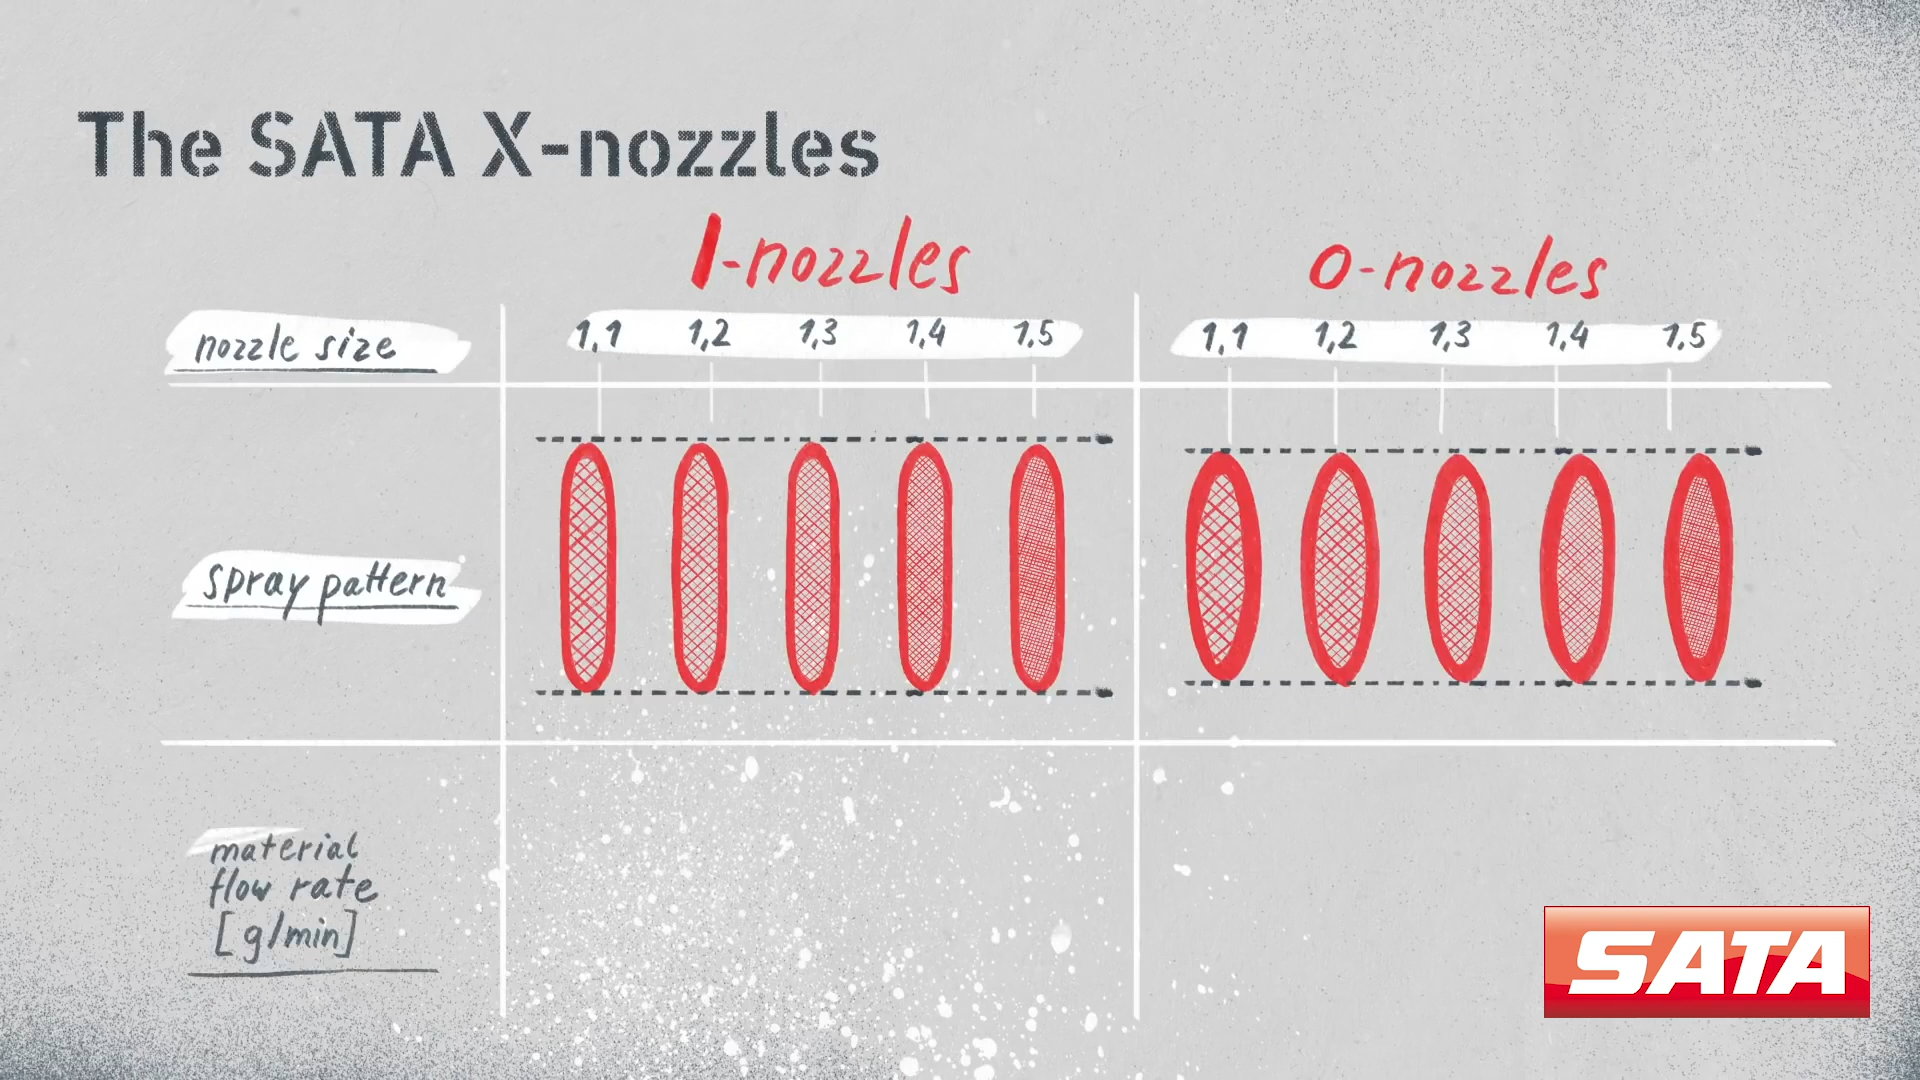 The SATA X-nozzles
I-nozzles
O-nozzles
nozzle size
1,1 1,2 1,3 1,4 1.5
1,1 1,2 1,3 1,4 1.5
spray pattern
material
flow rate
[g/min]
SATA